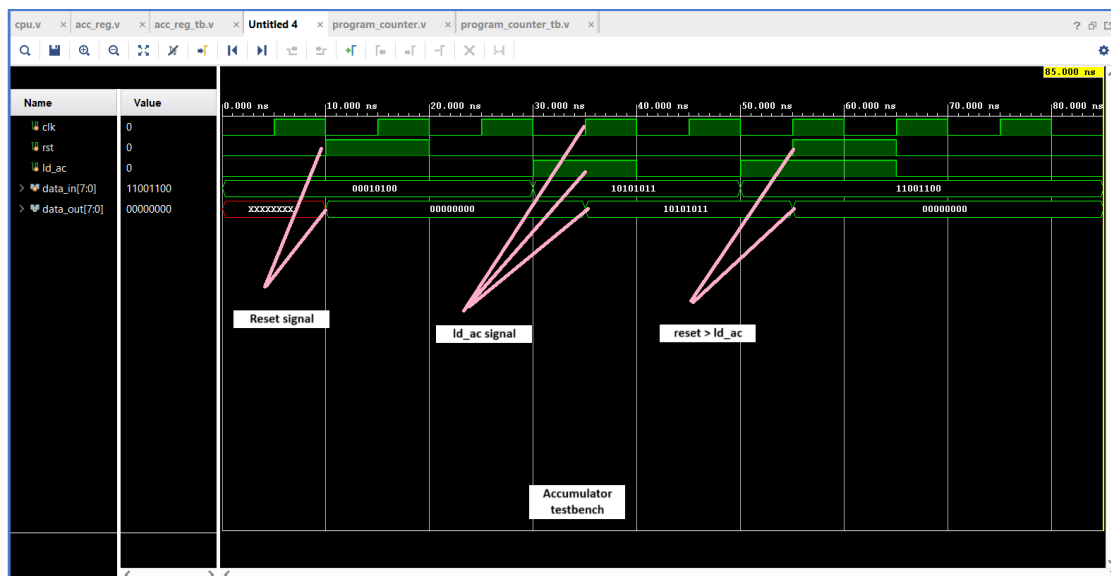 cpu.v × acc_reg.v × acc_reg_tb.v × Untitled 4 × program_counter.v × program_counter_tb.v ×
85.000 ns
Name Value
0.000 ns 10.000 ns 20.000 ns 30.000 ns 40.000 ns 50.000 ns 60.000 ns 70.000 ns 80.000 ns
clk 0
rst 0
ld_ac 0
data_in[7:0] 11001100 00010100 10101011 11001100
data_out[7:0] 00000000 xxxxxxxx 00000000 10101011 00000000
Reset signal
ld_ac signal
reset > ld_ac
Accumulator
testbench